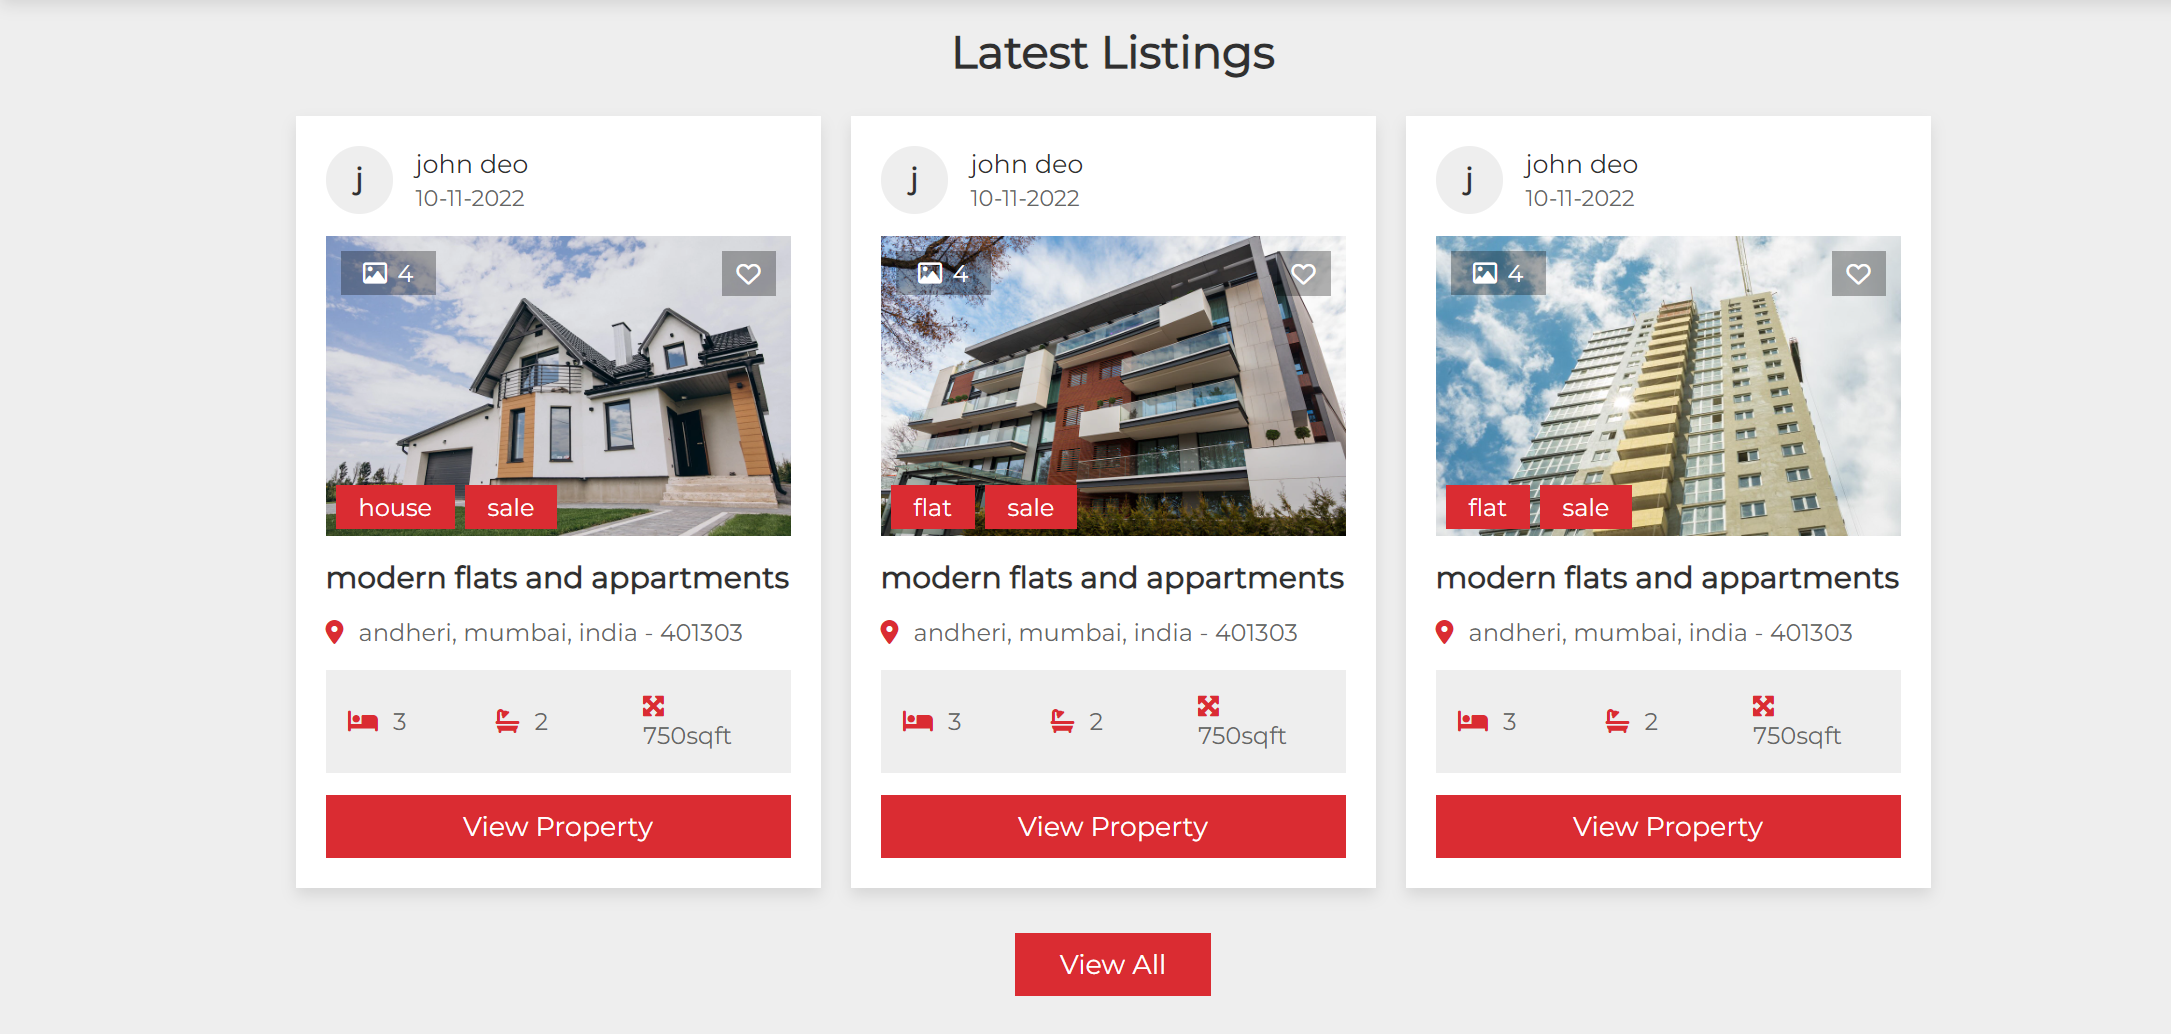 Latest Listings
j
john deo
10-11-2022
4
house
sale
modern flats and appartments
andheri, mumbai, india - 401303
3
2
750sqft
View Property
j
john deo
10-11-2022
4
flat
sale
modern flats and appartments
andheri, mumbai, india - 401303
3
2
750sqft
View Property
j
john deo
10-11-2022
4
flat
sale
modern flats and appartments
andheri, mumbai, india - 401303
3
2
750sqft
View Property
View All